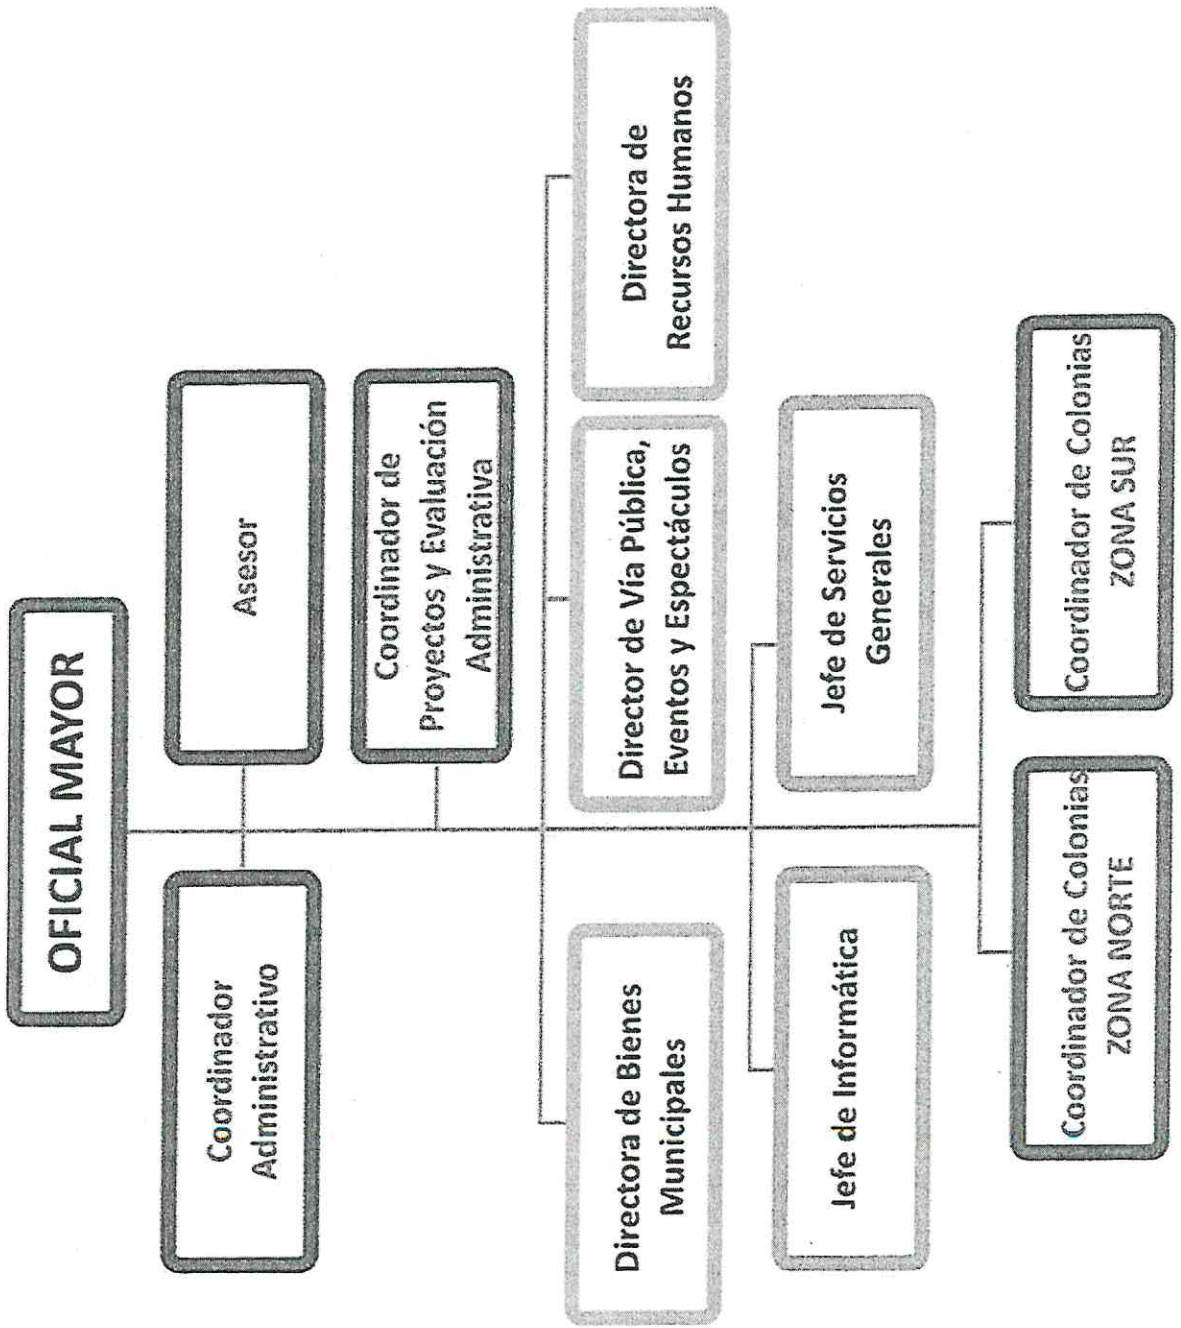 OFICIAL MAYOR
Coordinador
Administrativo
Asesor
Coordinador de
Proyectos y Evaluación
Administrativa
Directora de Bienes
Municipales
Director de Vía Pública,
Eventos y Espectáculos
Directora de
Recursos Humanos
Jefe de Informática
Jefe de Servicios
Generales
Coordinador de Colonias
ZONA NORTE
Coordinador de Colonias
ZONA SUR